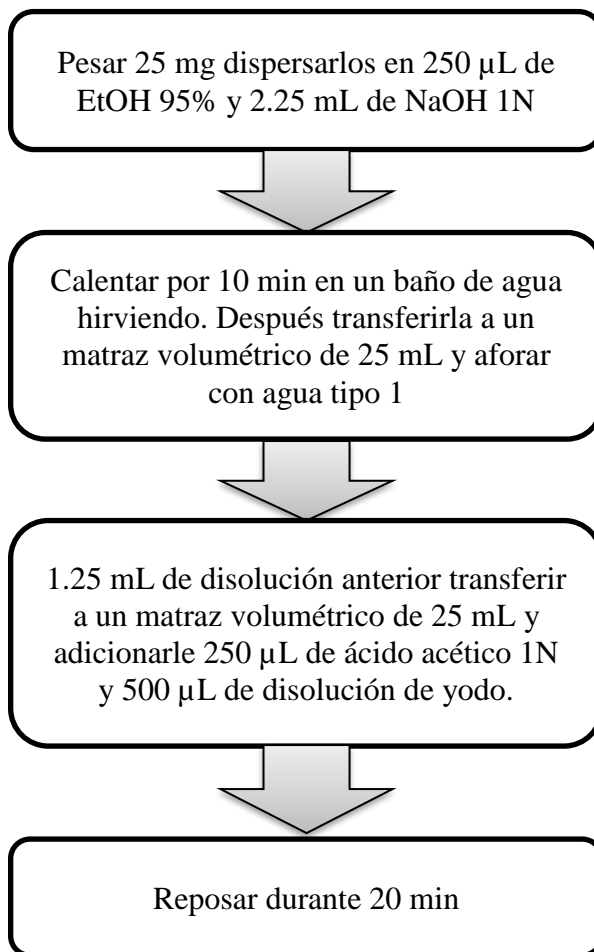 Pesar 25 mg dispersarlos en 250 µL de
EtOH 95% y 2.25 mL de NaOH 1N
Calentar por 10 min en un baño de agua
hirviendo. Después transferirla a un
matraz volumétrico de 25 mL y aforar
con agua tipo 1
1.25 mL de disolución anterior transferir
a un matraz volumétrico de 25 mL y
adicionarle 250 µL de ácido acético 1N
y 500 µL de disolución de yodo.
Reposar durante 20 min